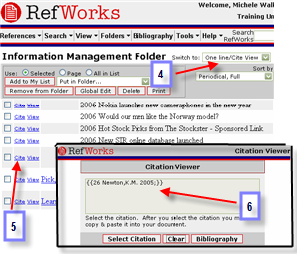 RefWorks
Welcome, Michele Wall
Training Un
References Search View Folders Bibliography Tools Help Search RefWorks
Information Management Folder Switch to: One line/Cite View
Use: Selected Page All in List
Sort by
Add to My List Put in Folder... Periodical, Full
Remove from Folder Global Edit Delete Print
4
Cite View 2006 Nokia launches new cameraphones in the new year
Cite View 2006 Would our men like the Norway model?
Cite View 2006 Hot Stock Picks from The Stockster - Sponsored Link
Cite View 2006 New STR online database launched
Cite View
Cite View Pick,
Cite View Lear
5
RefWorks Citation Viewer
Citation Viewer
{{26 Newton,K.M. 2005;}}
6
Select the citation. After you select the citation you m
copy & paste it into your document.
Select Citation Clear Bibliography